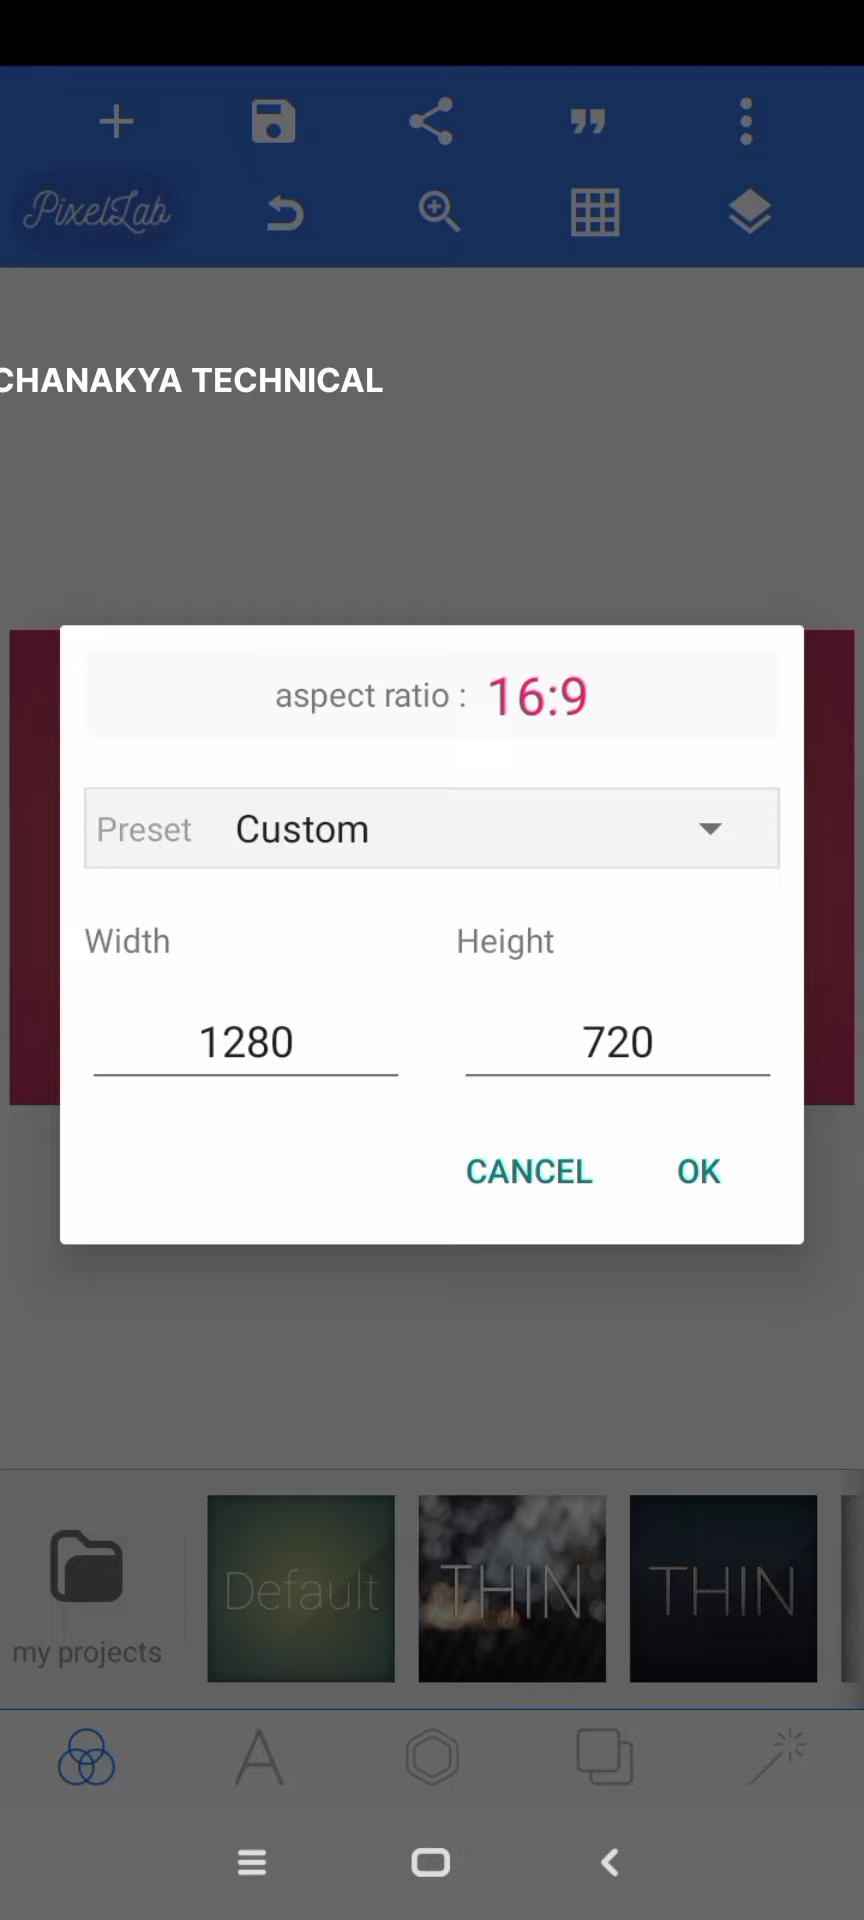 PixelLab
CHANAKYA TECHNICAL
aspect ratio : 16:9
Preset Custom
Width Height
1280 720
CANCEL OK
my projects Default THIN THIN